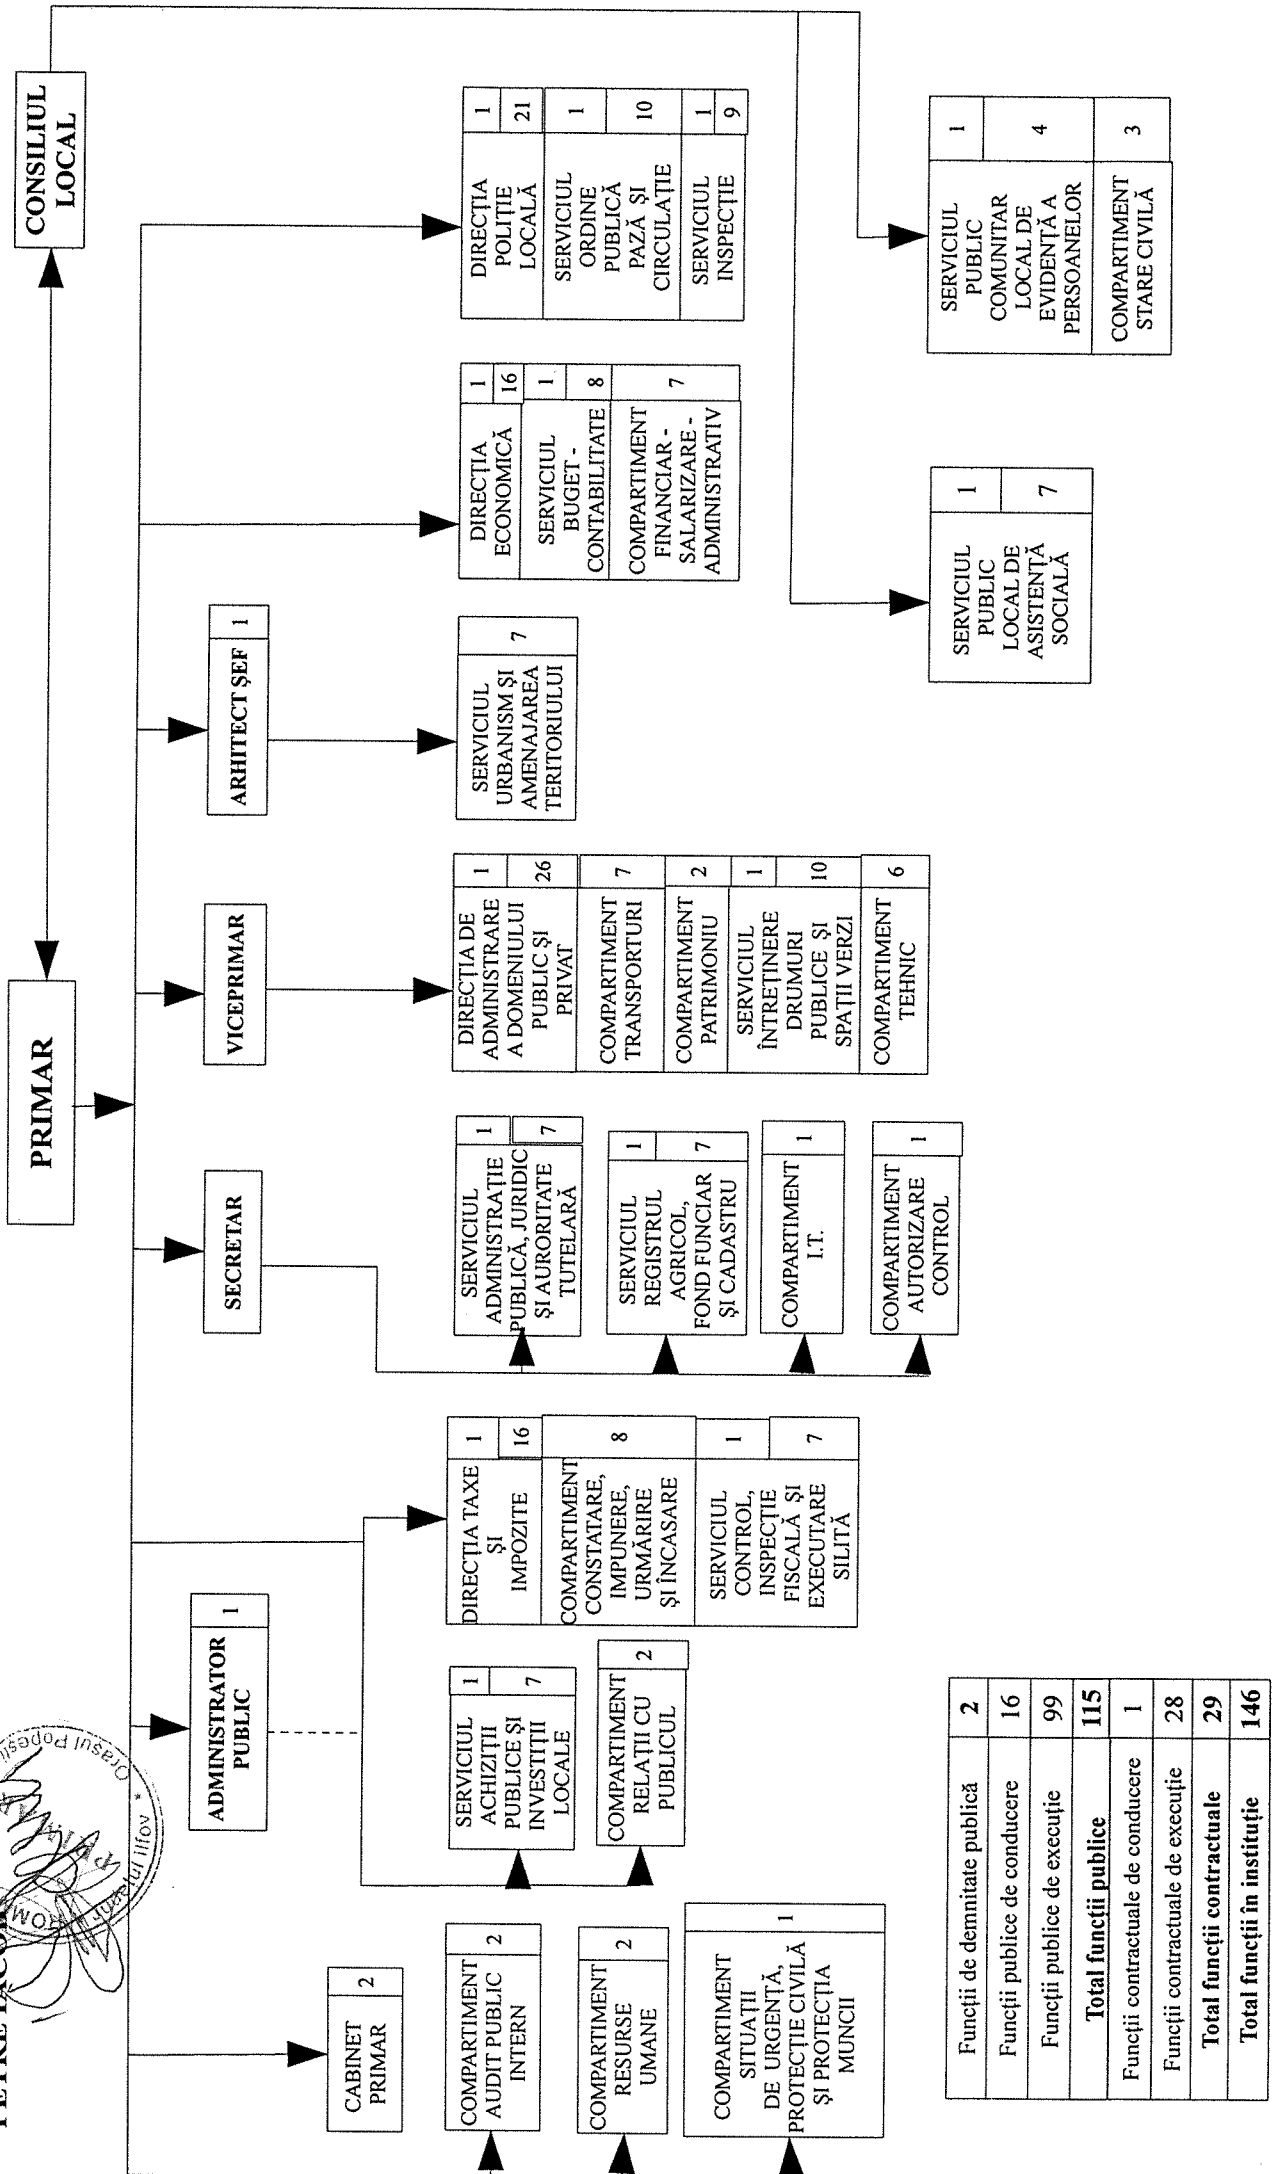 PETRE IACOB
Orașul Popești
Județul Ilfov
PRIMAR
ROM
PRIMAR
CONSILIUL
LOCAL
CABINET
PRIMAR
2
COMPARTIMENT
AUDIT PUBLIC
INTERN
2
COMPARTIMENT
RESURSE
UMANE
2
COMPARTIMENT
SITUAȚII
DE URGENȚĂ,
PROTECȚIE CIVILĂ
ȘI PROTECȚIA
MUNCII
1
ADMINISTRATOR
PUBLIC
1
SERVICIUL
ACHIZIȚII
PUBLICE ȘI
INVESTIȚII
LOCALE
1
7
COMPARTIMENT
RELAȚII CU
PUBLICUL
2
DIRECȚIA TAXE
ȘI
IMPOZITE
1
16
COMPARTIMENT
CONSTATARE,
IMPUNERE,
URMĂRIRE
ȘI ÎNCASARE
8
SERVICIUL
CONTROL,
INSPECȚIE
FISCALĂ ȘI
EXECUTARE
SILITĂ
1
7
SECRETAR
SERVICIUL
ADMINISTRAȚIE
PUBLICĂ, JURIDIC
ȘI AURORITATE
TUTELARĂ
1
7
SERVICIUL
REGISTRUL
AGRICOL,
FOND FUNCIAR
ȘI CADASTRU
1
7
COMPARTIMENT
I.T.
1
COMPARTIMENT
AUTORIZARE
CONTROL
1
VICEPRIMAR
DIRECȚIA DE
ADMINISTRARE
A DOMENIULUI
PUBLIC ȘI
PRIVAT
1
26
COMPARTIMENT
TRANSPORTURI
7
COMPARTIMENT
PATRIMONIU
2
SERVICIUL
ÎNTREȚINERE
DRUMURI
PUBLICE ȘI
SPAȚII VERZI
1
10
COMPARTIMENT
TEHNIC
6
ARHITECT ȘEF
1
SERVICIUL
URBANISM ȘI
AMENAJAREA
TERITORIULUI
7
DIRECȚIA
ECONOMICĂ
1
16
SERVICIUL
BUGET -
CONTABILITATE
1
8
COMPARTIMENT
FINANCIAR -
SALARIZARE -
ADMINISTRATIV
7
DIRECȚIA
POLIȚIE
LOCALĂ
1
21
SERVICIUL
ORDINE
PUBLICĂ
PAZĂ ȘI
CIRCULAȚIE
1
10
SERVICIUL
INSPECȚIE
1
9
SERVICIUL
PUBLIC
LOCAL DE
ASISTENȚĂ
SOCIALĂ
1
7
SERVICIUL
PUBLIC
COMUNITAR
LOCAL DE
EVIDENȚĂ A
PERSOANELOR
1
4
COMPARTIMENT
STARE CIVILĂ
3
Funcții de demnitate publică 2
Funcții publice de conducere 16
Funcții publice de execuție 99
Total funcții publice 115
Funcții contractuale de conducere 1
Funcții contractuale de execuție 28
Total funcții contractuale 29
Total funcții în instituție 146